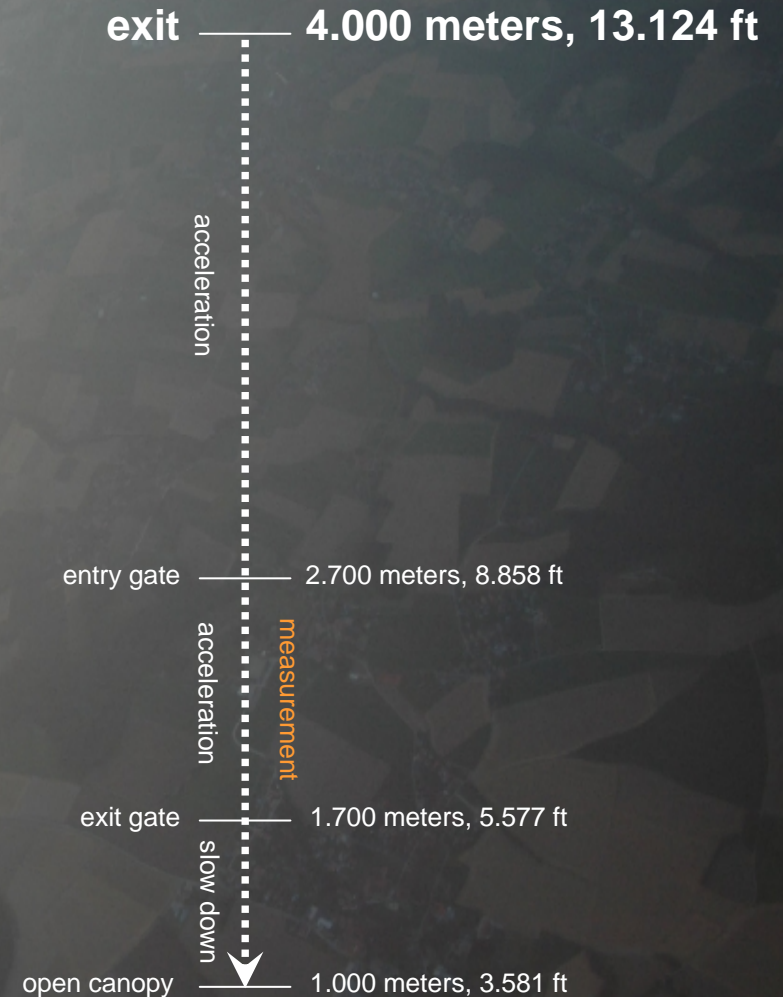 exit 4.000 meters, 13.124 ft
acceleration
entry gate 2.700 meters, 8.858 ft
acceleration
measurement
exit gate 1.700 meters, 5.577 ft
slow down
open canopy 1.000 meters, 3.581 ft